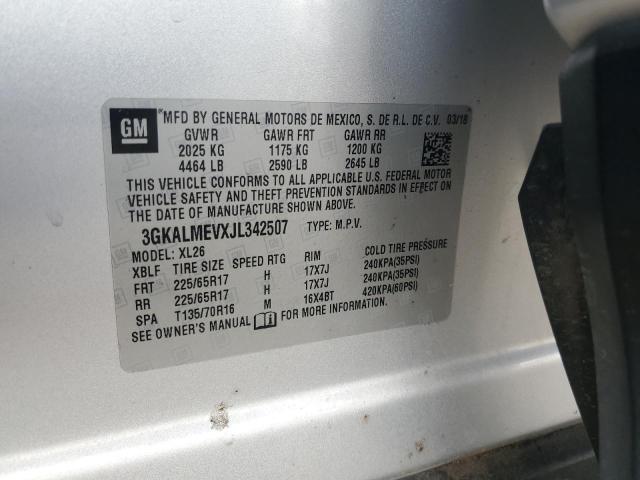 GM
MFD BY GENERAL MOTORS DE MEXICO, S. DE R.L. DE C.V. 03/18
GVWR GAWR FRT GAWR RR
2025 KG 1175 KG 1200 KG
4464 LB 2590 LB 2645 LB
THIS VEHICLE CONFORMS TO ALL APPLICABLE U.S. FEDERAL MOTOR
VEHICLE SAFETY AND THEFT PREVENTION STANDARDS IN EFFECT ON
THE DATE OF MANUFACTURE SHOWN ABOVE.
3GKALMEVXJL342507 TYPE: M.P.V.
MODEL: XL26
XBLF TIRE SIZE SPEED RTG RIM COLD TIRE PRESSURE
FRT 225/65R17 H 17X7J 240KPA(35PSI)
RR 225/65R17 H 17X7J 240KPA(35PSI)
SPA T135/70R16 M 16X4BT 420KPA(60PSI)
SEE OWNER'S MANUAL